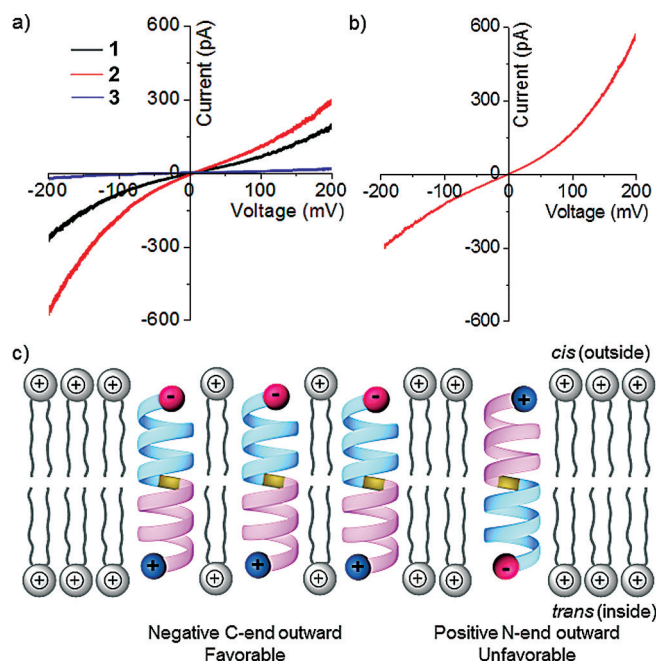 a)
1
2
3
600
300
0
-300
-600
-200
-100
0
100
200
Current (pA)
Voltage (mV)
b)
600
300
0
-300
-600
-200
-100
0
100
200
Current (pA)
Voltage (mV)
c)
cis (outside)
+ + + - + - + - + + + + + +
+ + + + + + + + + + - + + +
trans (inside)
Negative C-end outward
Favorable
Positive N-end outward
Unfavorable